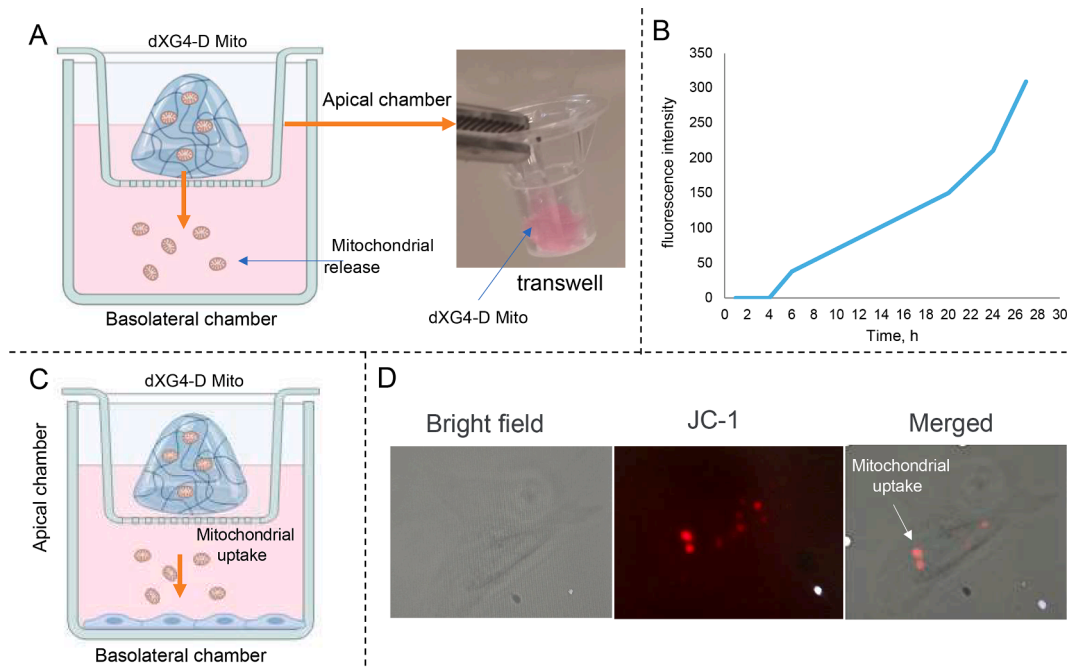 A
dXG4-D Mito
Apical chamber
Mitochondrial
release
Basolateral chamber
transwell
dXG4-D Mito
B
fluorescence intensity
350
300
250
200
150
100
50
0
0 2 4 6 8 10 12 14 16 18 20 22 24 26 28 30
Time, h
C
dXG4-D Mito
Apical chamber
Mitochondrial
uptake
Basolateral chamber
D
Bright field
JC-1
Merged
Mitochondrial
uptake